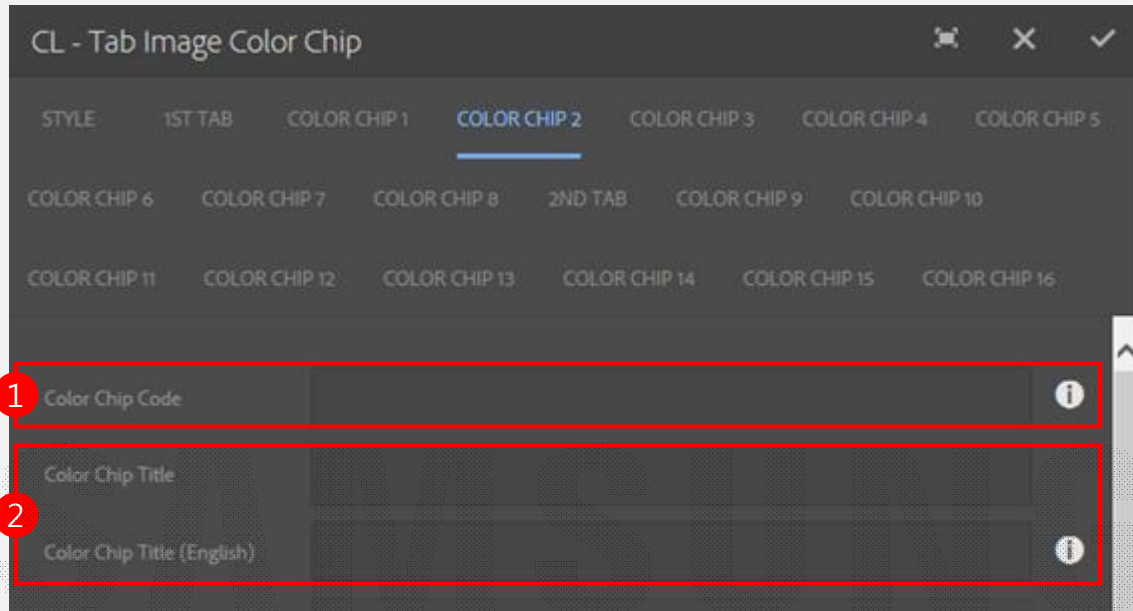 CL - Tab Image Color Chip
STYLE 1ST TAB COLOR CHIP 1 COLOR CHIP 2 COLOR CHIP 3 COLOR CHIP 4 COLOR CHIP 5
COLOR CHIP 6 COLOR CHIP 7 COLOR CHIP 8 2ND TAB COLOR CHIP 9 COLOR CHIP 10
COLOR CHIP 11 COLOR CHIP 12 COLOR CHIP 13 COLOR CHIP 14 COLOR CHIP 15 COLOR CHIP 16
1 Color Chip Code
Color Chip Title
2
Color Chip Title (English)
SAMSUNG